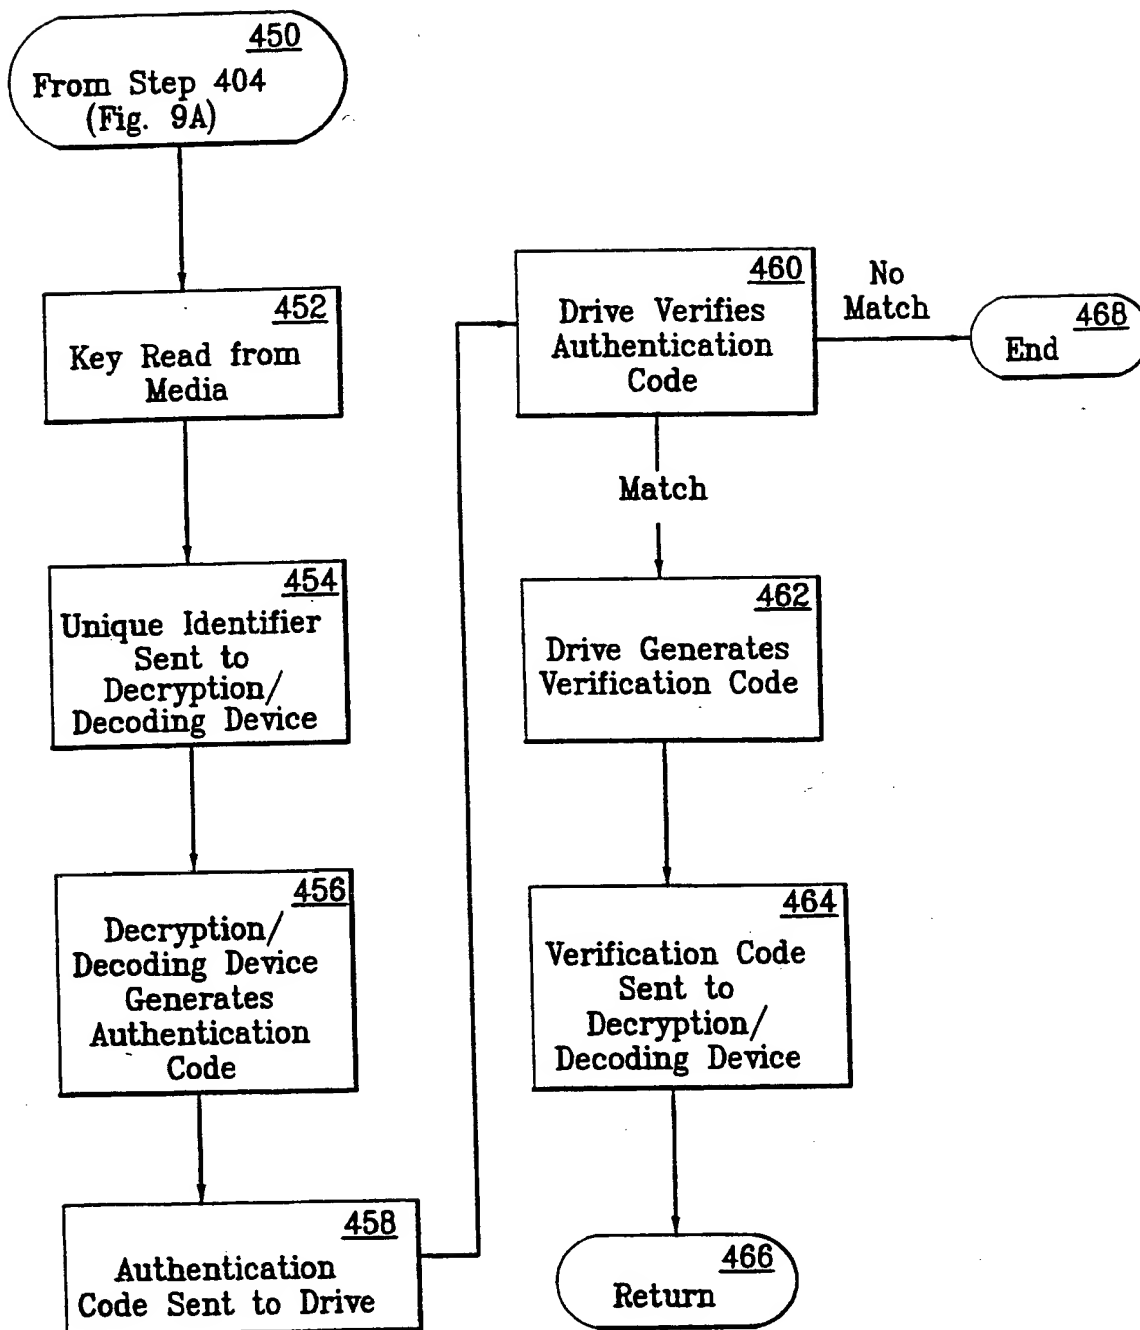 450
From Step 404
(Fig. 9A)
452
Key Read from
Media
454
Unique Identifier
Sent to
Decryption/
Decoding Device
456
Decryption/
Decoding Device
Generates
Authentication
Code
458
Authentication
Code Sent to Drive
460
Drive Verifies
Authentication
Code
No
Match
468
End
Match
462
Drive Generates
Verification Code
464
Verification Code
Sent to
Decryption/
Decoding Device
466
Return